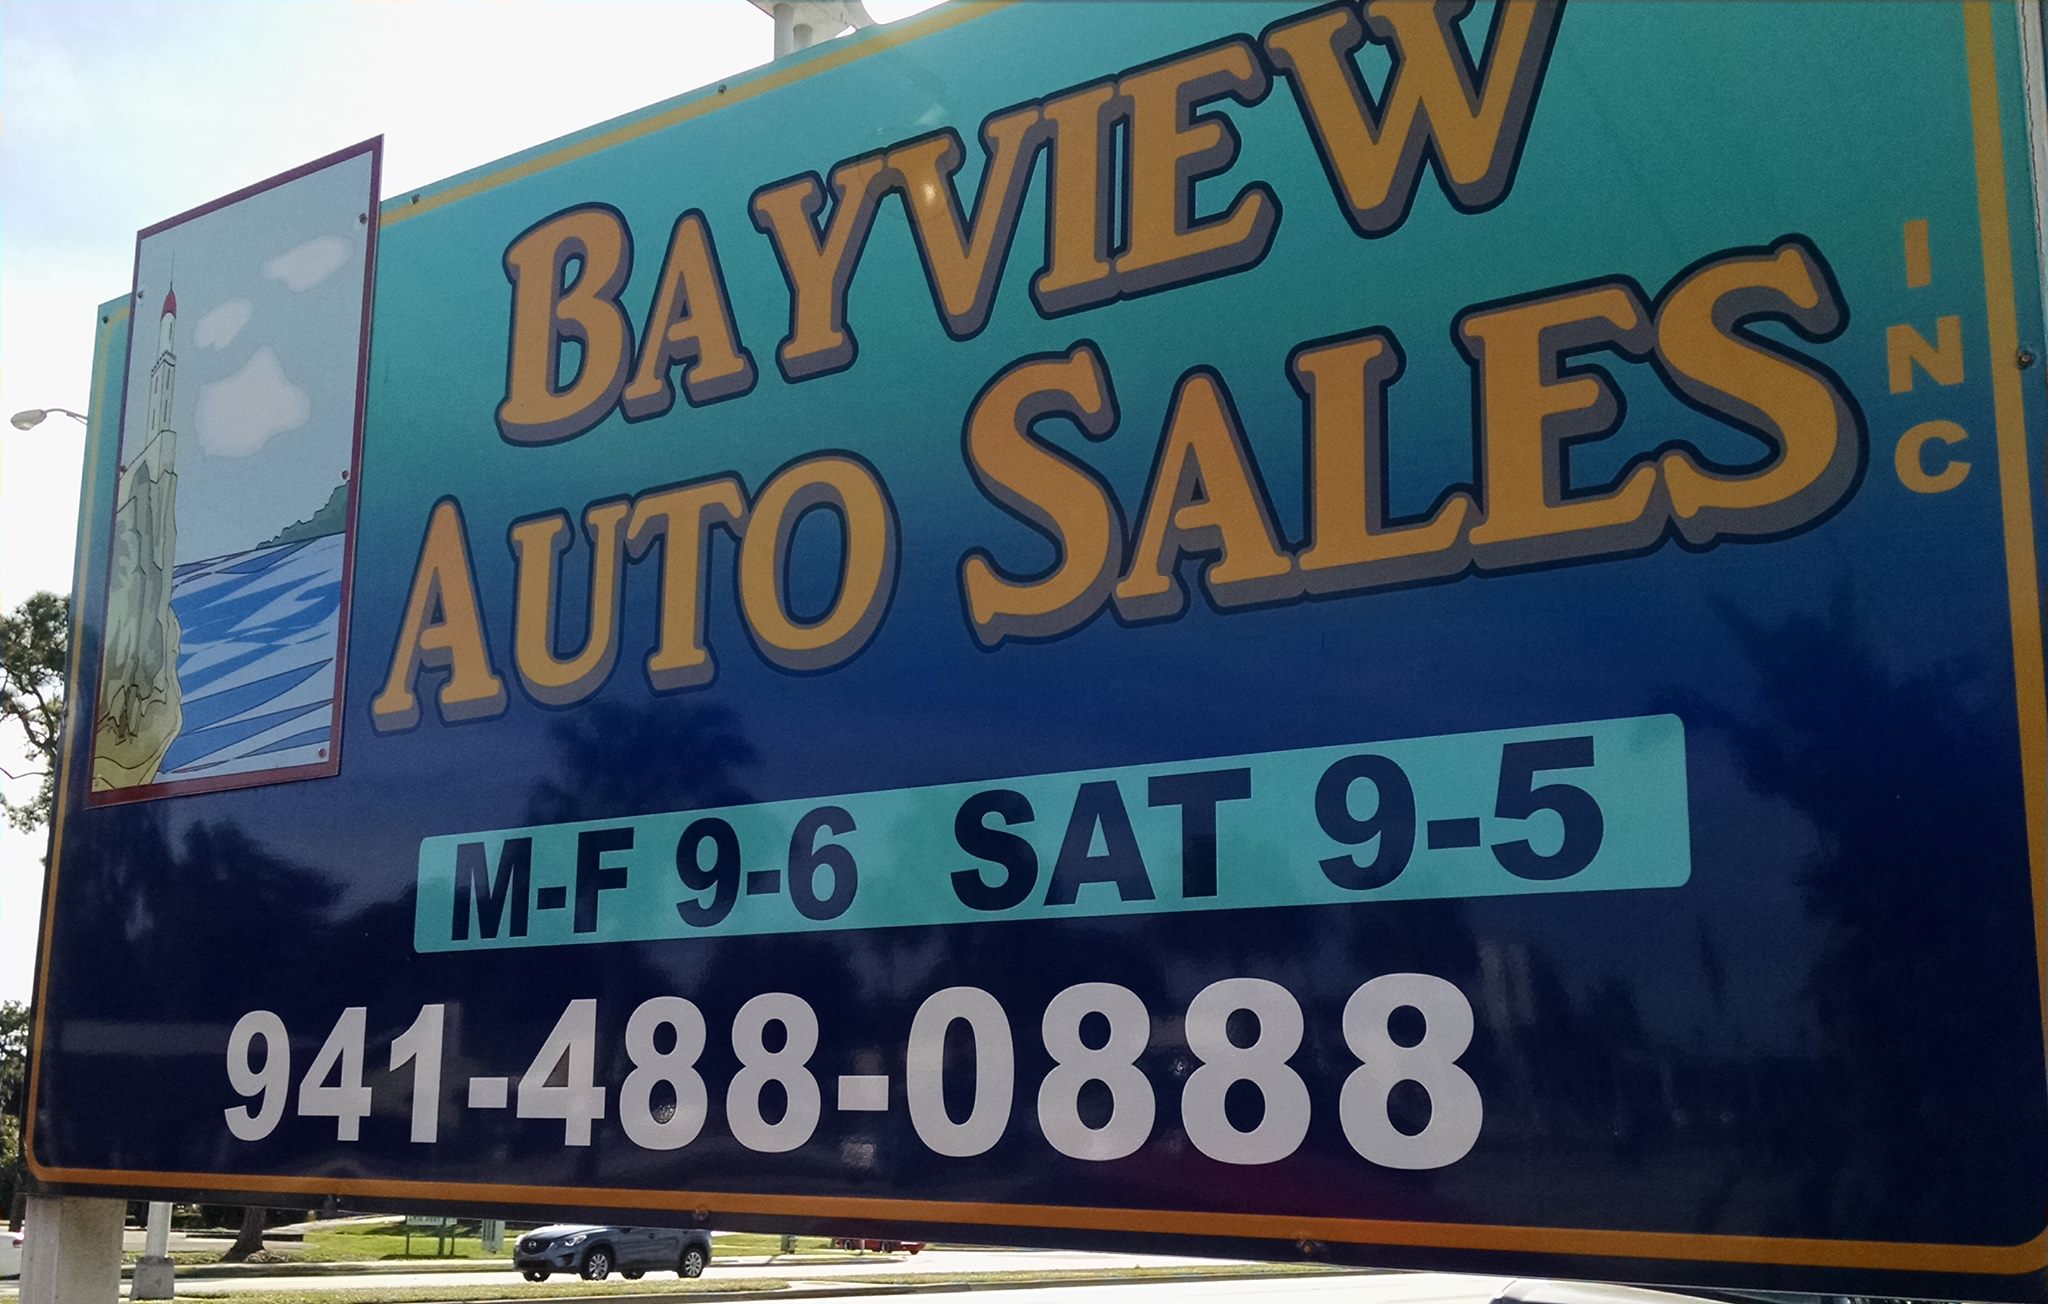 BAYVIEW
AUTO SALES
INC
M-F 9-6 SAT 9-5
941-488-0888